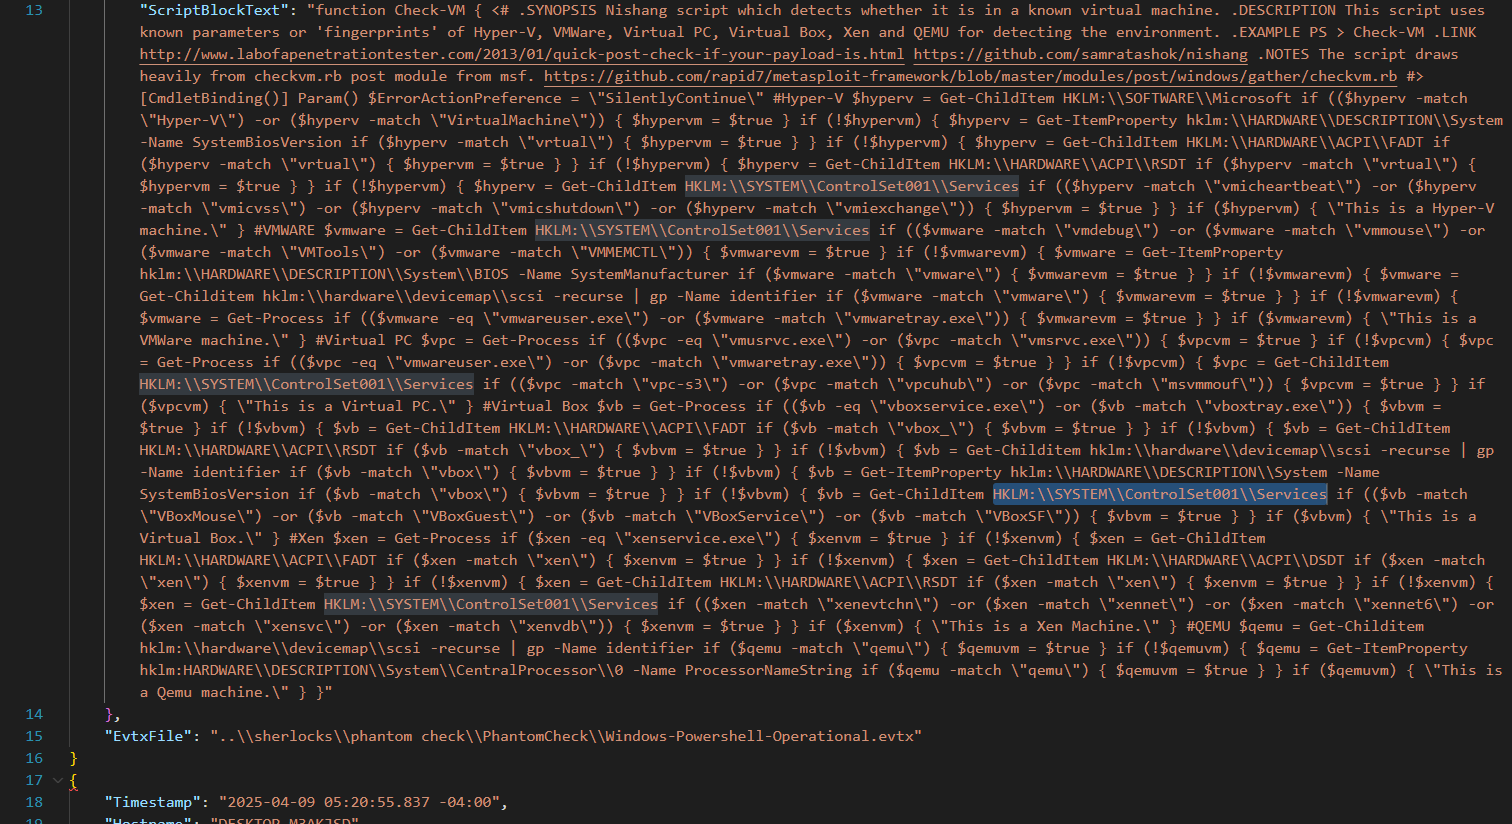 13 "ScriptBlockText": "function Check-VM { <# .SYNOPSIS Nishang script which detects whether it is in a known virtual machine. .DESCRIPTION This script uses
known parameters or 'fingerprints' of Hyper-V, VMWare, Virtual PC, Virtual Box, Xen and QEMU for detecting the environment. .EXAMPLE PS > Check-VM .LINK
http://www.labofapenetrationtester.com/2013/01/quick-post-check-if-your-payload-is.html https://github.com/samratashok/nishang .NOTES The script draws
heavily from checkvm.rb post module from msf. https://github.com/rapid7/metasploit-framework/blob/master/modules/post/windows/gather/checkvm.rb #>
[CmdletBinding()] Param() $ErrorActionPreference = \"SilentlyContinue\" #Hyper-V $hyperv = Get-ChildItem HKLM:\\SOFTWARE\\Microsoft if (($hyperv -match
\"Hyper-V\") -or ($hyperv -match \"VirtualMachine\")) { $hypervm = $true } if (!$hypervm) { $hyperv = Get-ItemProperty hklm:\\HARDWARE\\DESCRIPTION\\System
-Name SystemBiosVersion if ($hyperv -match \"vrtual\") { $hypervm = $true } } if (!$hypervm) { $hyperv = Get-ChildItem HKLM:\\HARDWARE\\ACPI\\FADT if
($hyperv -match \"vrtual\") { $hypervm = $true } } if (!$hypervm) { $hyperv = Get-ChildItem HKLM:\\HARDWARE\\ACPI\\RSDT if ($hyperv -match \"vrtual\") {
$hypervm = $true } } if (!$hypervm) { $hyperv = Get-ChildItem HKLM:\\SYSTEM\\ControlSet001\\Services if (($hyperv -match \"vmicheartbeat\") -or ($hyperv
-match \"vmicvss\") -or ($hyperv -match \"vmicshutdown\") -or ($hyperv -match \"vmiexchange\")) { $hypervm = $true } } if ($hypervm) { \"This is a Hyper-V
machine.\" } #VMWARE $vmware = Get-ChildItem HKLM:\\SYSTEM\\ControlSet001\\Services if (($vmware -match \"vmdebug\") -or ($vmware -match \"vmmouse\") -or
($vmware -match \"VMTools\") -or ($vmware -match \"VMMEMCTL\")) { $vmwarevm = $true } if (!$vmwarevm) { $vmware = Get-ItemProperty
hklm:\\HARDWARE\\DESCRIPTION\\System\\BIOS -Name SystemManufacturer if ($vmware -match \"vmware\") { $vmwarevm = $true } } if (!$vmwarevm) { $vmware =
Get-Childitem hklm:\\hardware\\devicemap\\scsi -recurse | gp -Name identifier if ($vmware -match \"vmware\") { $vmwarevm = $true } } if (!$vmwarevm) {
$vmware = Get-Process if (($vmware -eq \"vmwareuser.exe\") -or ($vmware -match \"vmwaretray.exe\")) { $vmwarevm = $true } } if ($vmwarevm) { \"This is a
VMWare machine.\" } #Virtual PC $vpc = Get-Process if (($vpc -eq \"vmusrvc.exe\") -or ($vpc -match \"vmsrvc.exe\")) { $vpcvm = $true } if (!$vpcvm) { $vpc
= Get-Process if (($vpc -eq \"vmwareuser.exe\") -or ($vpc -match \"vmwaretray.exe\")) { $vpcvm = $true } } if (!$vpcvm) { $vpc = Get-ChildItem
HKLM:\\SYSTEM\\ControlSet001\\Services if (($vpc -match \"vpc-s3\") -or ($vpc -match \"vpcuhub\") -or ($vpc -match \"msvmmouf\")) { $vpcvm = $true } } if
($vpcvm) { \"This is a Virtual PC.\" } #Virtual Box $vb = Get-Process if (($vb -eq \"vboxservice.exe\") -or ($vb -match \"vboxtray.exe\")) { $vbvm =
$true } if (!$vbvm) { $vb = Get-ChildItem HKLM:\\HARDWARE\\ACPI\\FADT if ($vb -match \"vbox_\") { $vbvm = $true } } if (!$vbvm) { $vb = Get-ChildItem
HKLM:\\HARDWARE\\ACPI\\RSDT if ($vb -match \"vbox_\") { $vbvm = $true } } if (!$vbvm) { $vb = Get-Childitem hklm:\\hardware\\devicemap\\scsi -recurse | gp
-Name identifier if ($vb -match \"vbox\") { $vbvm = $true } } if (!$vbvm) { $vb = Get-ItemProperty hklm:\\HARDWARE\\DESCRIPTION\\System -Name
SystemBiosVersion if ($vb -match \"vbox\") { $vbvm = $true } } if (!$vbvm) { $vb = Get-ChildItem HKLM:\\SYSTEM\\ControlSet001\\Services if (($vb -match
\"VBoxMouse\") -or ($vb -match \"VBoxGuest\") -or ($vb -match \"VBoxService\") -or ($vb -match \"VBoxSF\")) { $vbvm = $true } } if ($vbvm) { \"This is a
Virtual Box.\" } #Xen $xen = Get-Process if ($xen -eq \"xenservice.exe\") { $xenvm = $true } if (!$xenvm) { $xen = Get-ChildItem
HKLM:\\HARDWARE\\ACPI\\FADT if ($xen -match \"xen\") { $xenvm = $true } } if (!$xenvm) { $xen = Get-ChildItem HKLM:\\HARDWARE\\ACPI\\DSDT if ($xen -match
\"xen\") { $xenvm = $true } } if (!$xenvm) { $xen = Get-ChildItem HKLM:\\HARDWARE\\ACPI\\RSDT if ($xen -match \"xen\") { $xenvm = $true } } if (!$xenvm) {
$xen = Get-ChildItem HKLM:\\SYSTEM\\ControlSet001\\Services if (($xen -match \"xenevtchn\") -or ($xen -match \"xennet\") -or ($xen -match \"xennet6\") -or
($xen -match \"xensvc\") -or ($xen -match \"xenvdb\")) { $xenvm = $true } } if ($xenvm) { \"This is a Xen Machine.\" } #QEMU $qemu = Get-Childitem
hklm:\\hardware\\devicemap\\scsi -recurse | gp -Name identifier if ($qemu -match \"qemu\") { $qemuvm = $true } if (!$qemuvm) { $qemu = Get-ItemProperty
hklm:HARDWARE\\DESCRIPTION\\System\\CentralProcessor\\0 -Name ProcessorNameString if ($qemu -match \"qemu\") { $qemuvm = $true } } if ($qemuvm) { \"This is
a Qemu machine.\" } }"
14 },
15 "EvtxFile": "..\\sherlocks\\phantom check\\PhantomCheck\\Windows-Powershell-Operational.evtx"
16 }
17 {
18 "Timestamp": "2025-04-09 05:20:55.837 -04:00",
19 "Hostname": "DESKTOP-M3AKJSD"